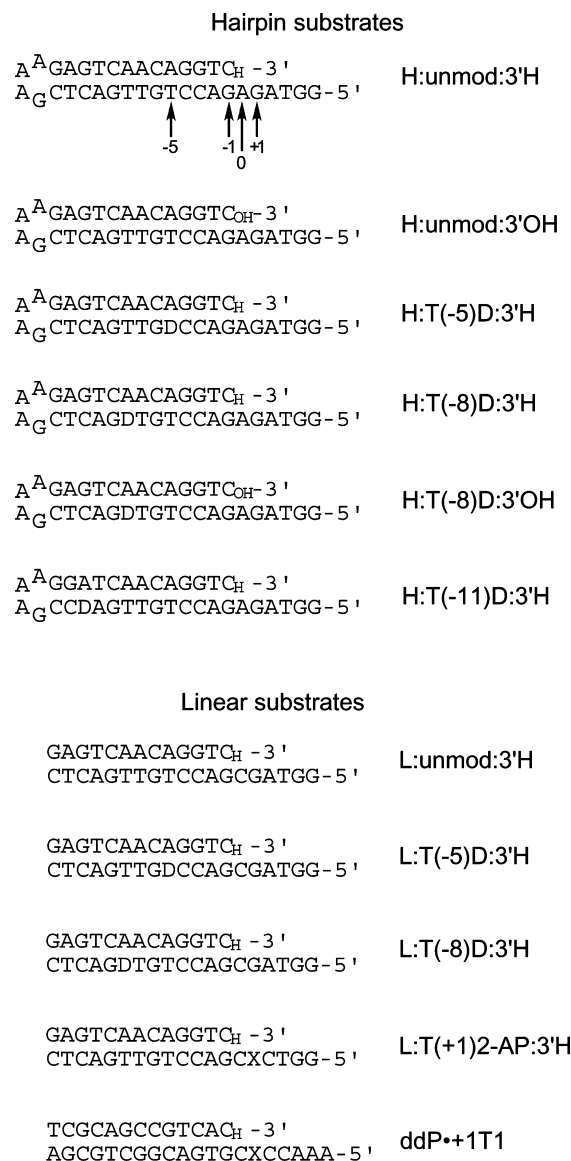 Hairpin substrates
AAGAGTCAACAGGTCH -3' H:unmod:3'H
AGCTCAGTTGTCCAGAGATGG-5'
-5 -1 +1
0
AAGAGTCAACAGGTCOH-3' H:unmod:3'OH
AGCTCAGTTGTCCAGAGATGG-5'
AAGAGTCAACAGGTCH -3' H:T(-5)D:3'H
AGCTCAGTTGDCCAGAGATGG-5'
AAGAGTCAACAGGTCH -3' H:T(-8)D:3'H
AGCTCAGDTGTCCAGAGATGG-5'
AAGAGTCAACAGGTCOH-3' H:T(-8)D:3'OH
AGCTCAGDTGTCCAGAGATGG-5'
AAGGATCAACAGGTCH -3' H:T(-11)D:3'H
AGCCDAGTTGTCCAGAGATGG-5'
Linear substrates
GAGTCAACAGGTCH -3' L:unmod:3'H
CTCAGTTGTCCAGCGATGG-5'
GAGTCAACAGGTCH -3' L:T(-5)D:3'H
CTCAGTTGDCCAGCGATGG-5'
GAGTCAACAGGTCH -3' L:T(-8)D:3'H
CTCAGDTGTCCAGCGATGG-5'
GAGTCAACAGGTCH -3' L:T(+1)2-AP:3'H
CTCAGTTGTCCAGCXCTGG-5'
TCGCAGCCGTCACH -3' ddP•+1T1
AGCGTCGGCAGTGCXCCAAA-5'